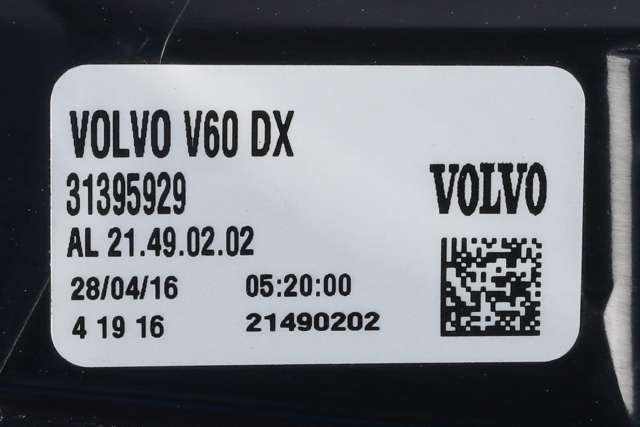 VOLVO V60 DX
31395929
VOLVO
AL 21.49.02.02
28/04/16 05:20:00
4 19 16 21490202